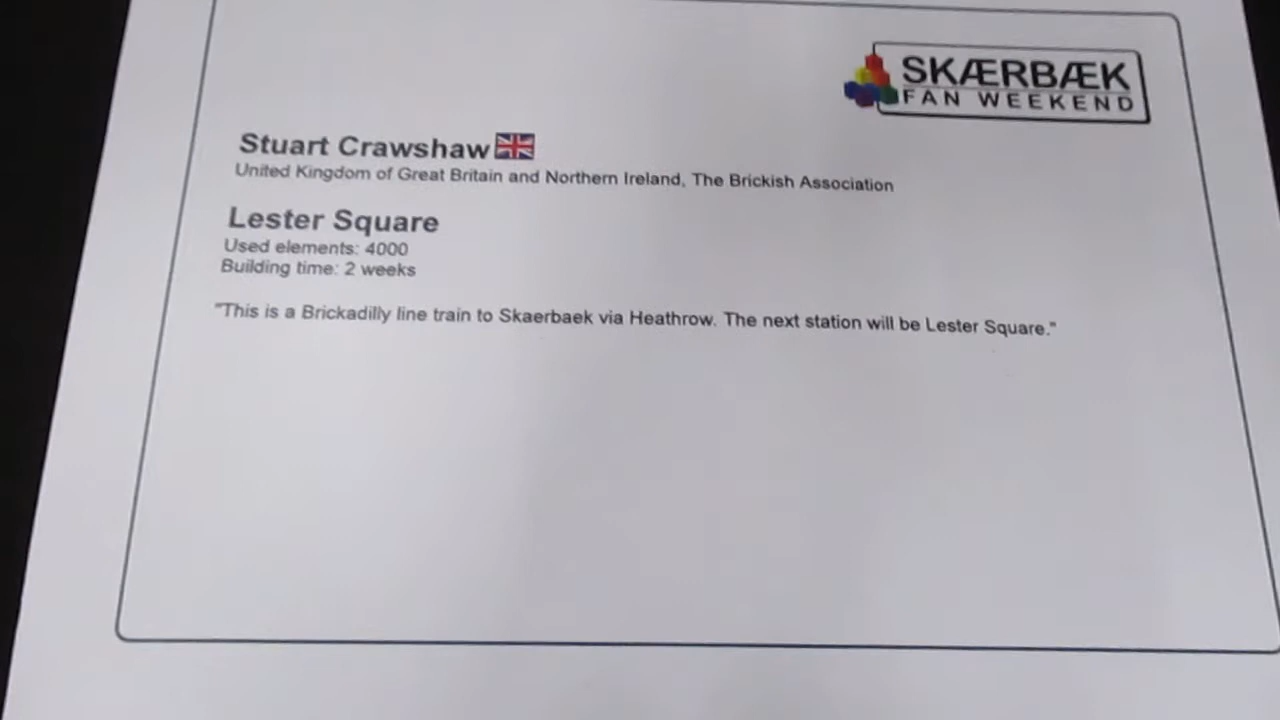 SKÆRBÆK
FAN WEEKEND
Stuart Crawshaw
United Kingdom of Great Britain and Northern Ireland, The Brickish Association
Lester Square
Used elements: 4000
Building time: 2 weeks
"This is a Brickadilly line train to Skaerbaek via Heathrow. The next station will be Lester Square."